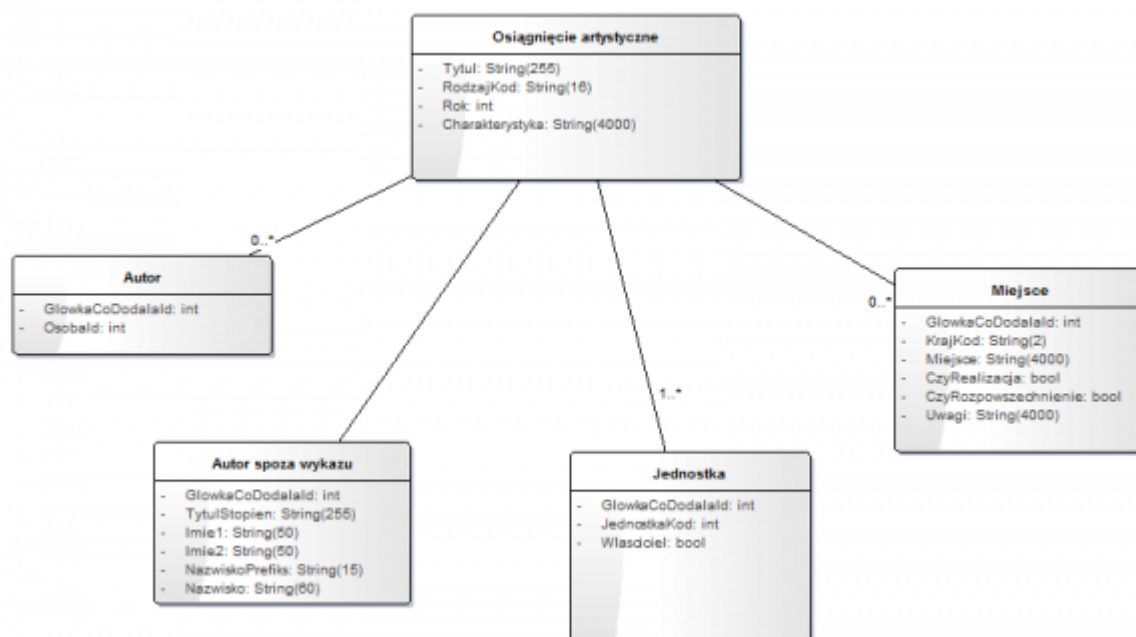 Osiągnięcie artystyczne
- Tytul: String(255)
- RodzajKod: String(16)
- Rok: int
- Charakterystyka: String(4000)
0..*
Autor
- GlowkaCoDodalaId: int
- OsobaId: int
0..*
Miejsce
- GlowkaCoDodalaId: int
- KrajKod: String(2)
- Miejsce: String(4000)
- CzyRealizacja: bool
- CzyRozpowszechnienie: bool
- Uwagi: String(4000)
1..*
Autor spoza wykazu
- GlowkaCoDodalaId: int
- TytulStopien: String(255)
- Imie1: String(50)
- Imie2: String(50)
- NazwiskoPrefiks: String(15)
- Nazwisko: String(60)
Jednostka
- GlowkaCoDodalaId: int
- JednostkaKod: int
- Wlasciciel: bool